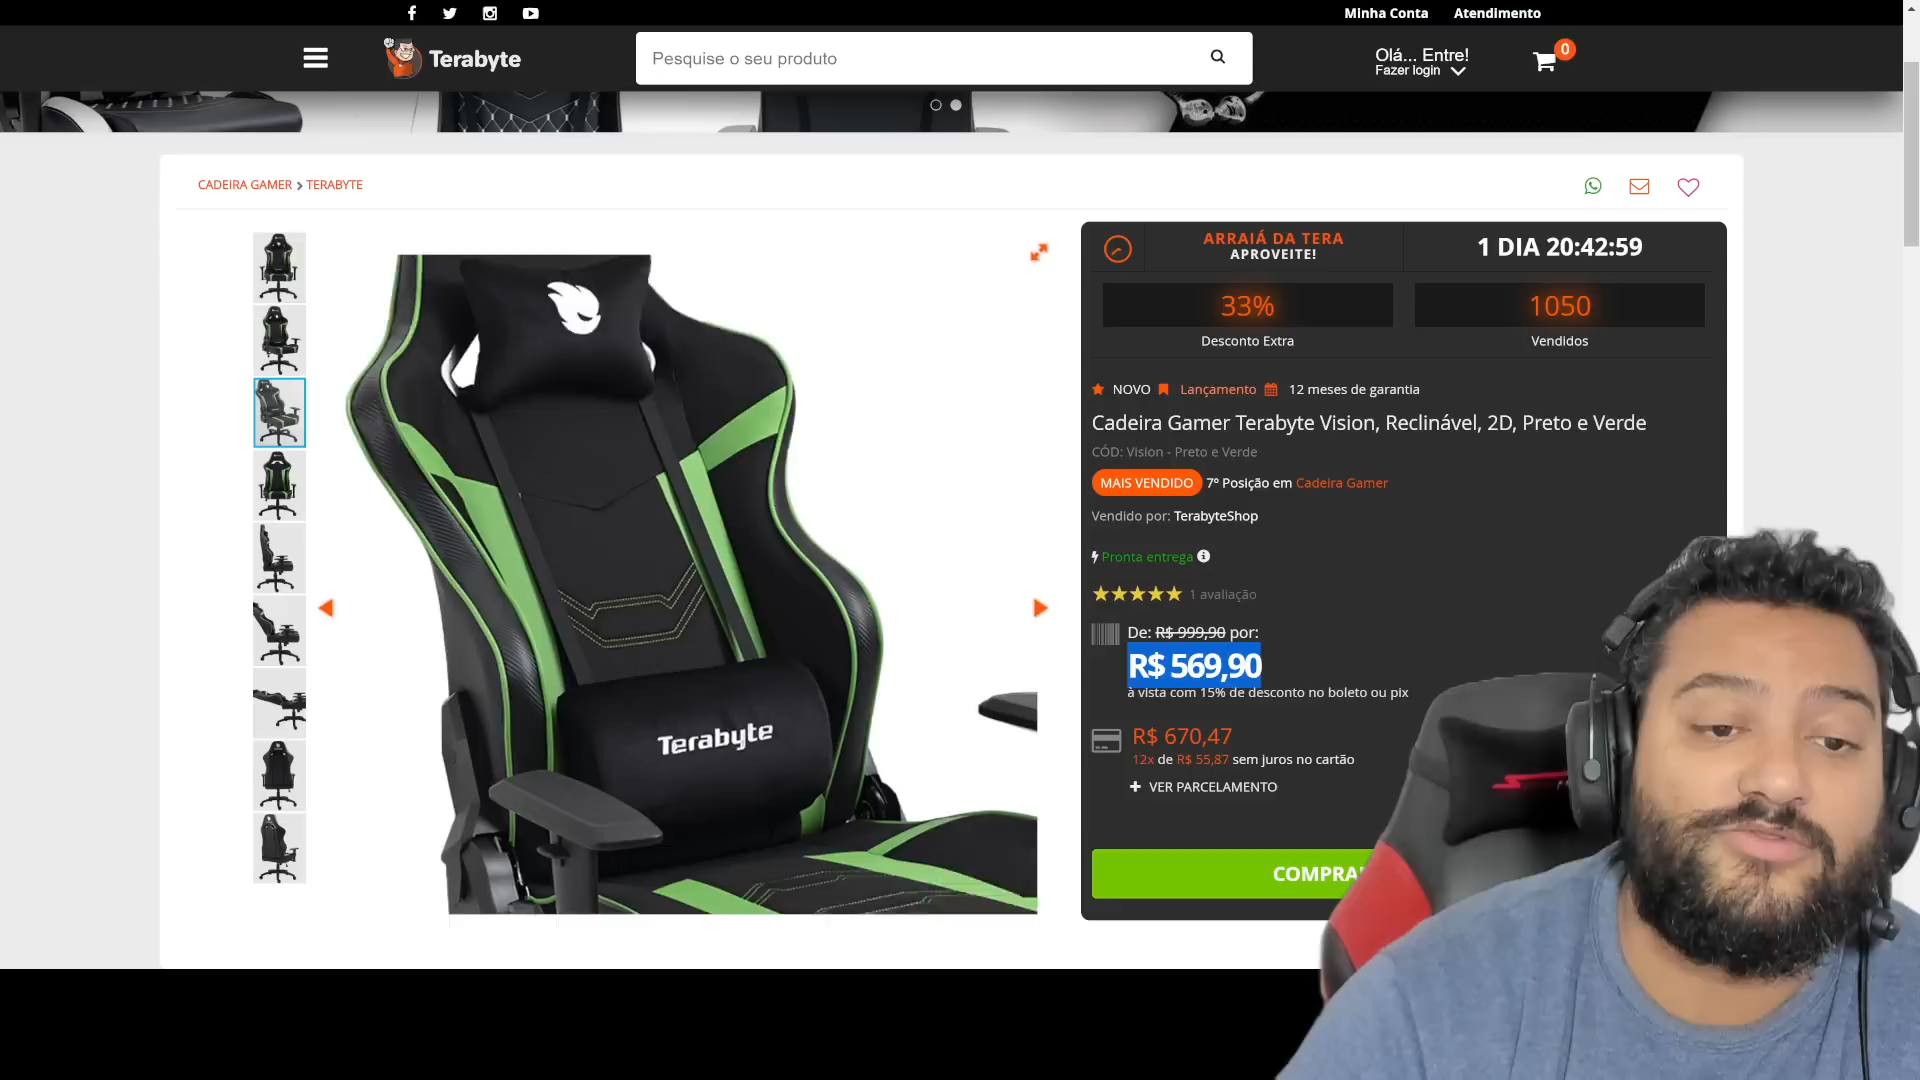 Minha Conta
Atendimento
Terabyte
Pesquise o seu produto
Olá... Entre!
Fazer login
0
CADEIRA GAMER
TERABYTE
Terabyte
ARRAIÁ DA TERA
APROVEITE!
1 DIA 20:42:59
33%
Desconto Extra
1050
Vendidos
NOVO
Lançamento
12 meses de garantia
Cadeira Gamer Terabyte Vision, Reclinável, 2D, Preto e Verde
CÓD: Vision - Preto e Verde
MAIS VENDIDO 7º Posição em Cadeira Gamer
Vendido por: TerabyteShop
Pronta entrega
1 avaliação
De: R$ 999,90 por:
R$ 569,90
à vista com 15% de desconto no boleto ou pix
R$ 670,47
12x de R$ 55,87 sem juros no cartão
VER PARCELAMENTO